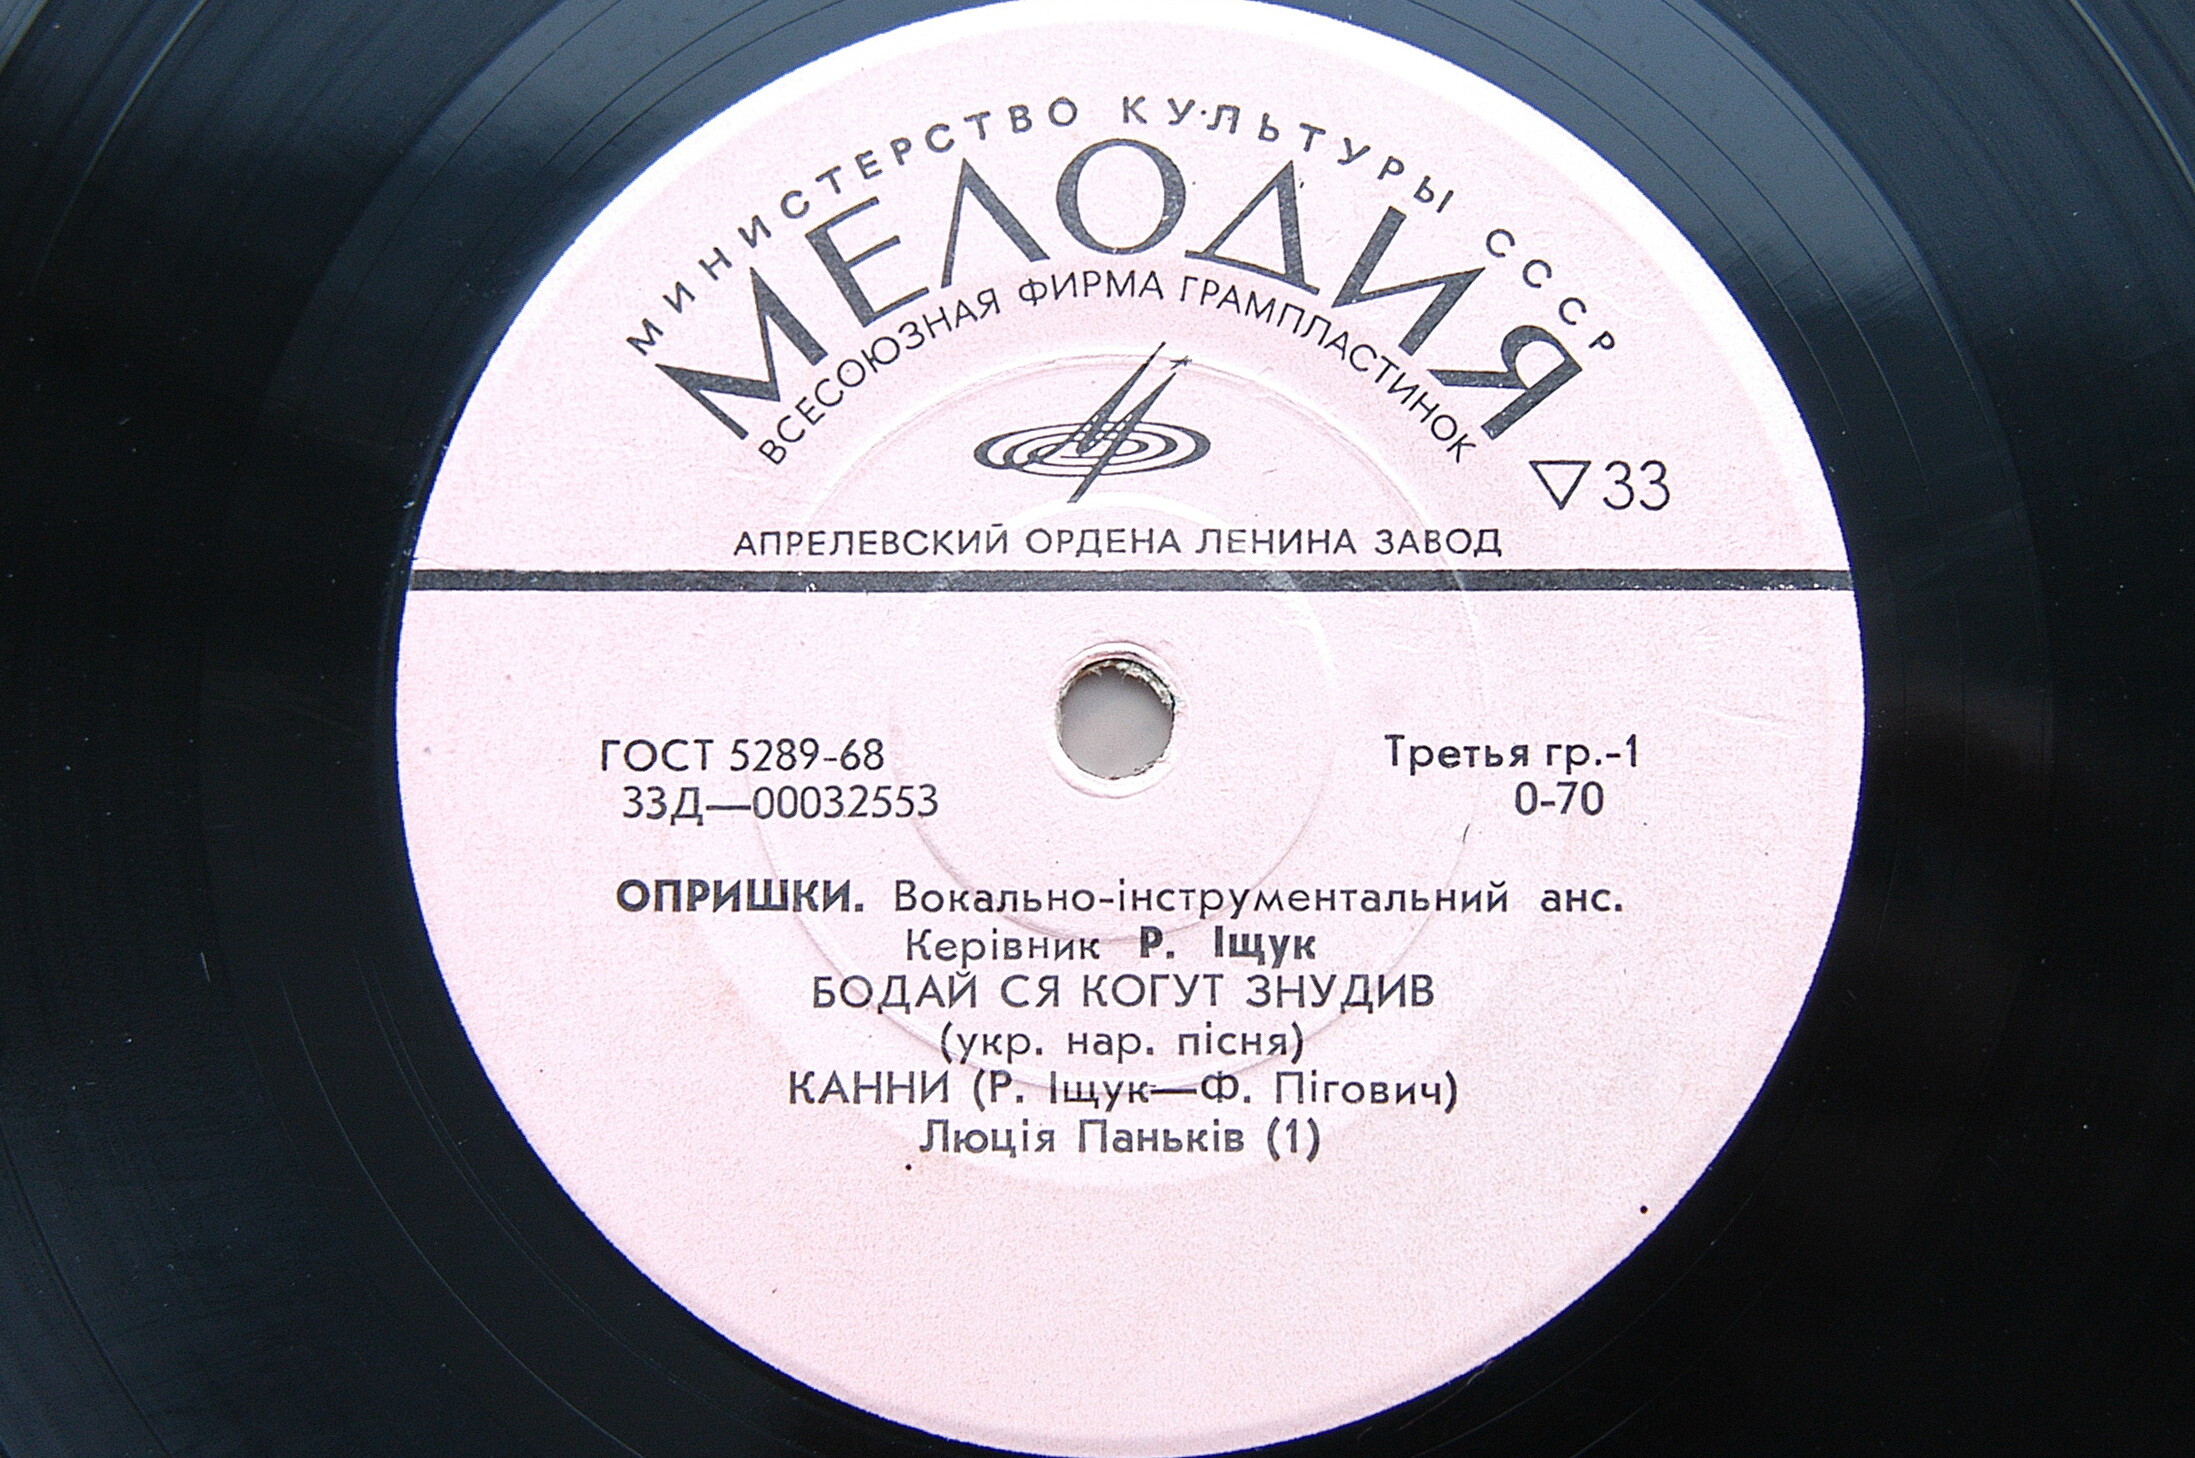 МИНИСТЕРСТВО КУЛЬТУРЫ СССР
МЕЛОДИЯ
ВСЕСОЮЗНАЯ ФИРМА ГРАМПЛАСТИНОК
▽33
АПРЕЛЕВСКИЙ ОРДЕНА ЛЕНИНА ЗАВОД
ГОСТ 5289-68
Третья гр.-1
33Д—00032553
0-70
ОПРИШКИ. Вокально-інструментальний анс.
Керівник Р. Іщук
БОДАЙ СЯ КОГУТ ЗНУДИВ
(укр. нар. пісня)
КАННИ (Р. Іщук—Ф. Пігович)
Люція Паньків (1)